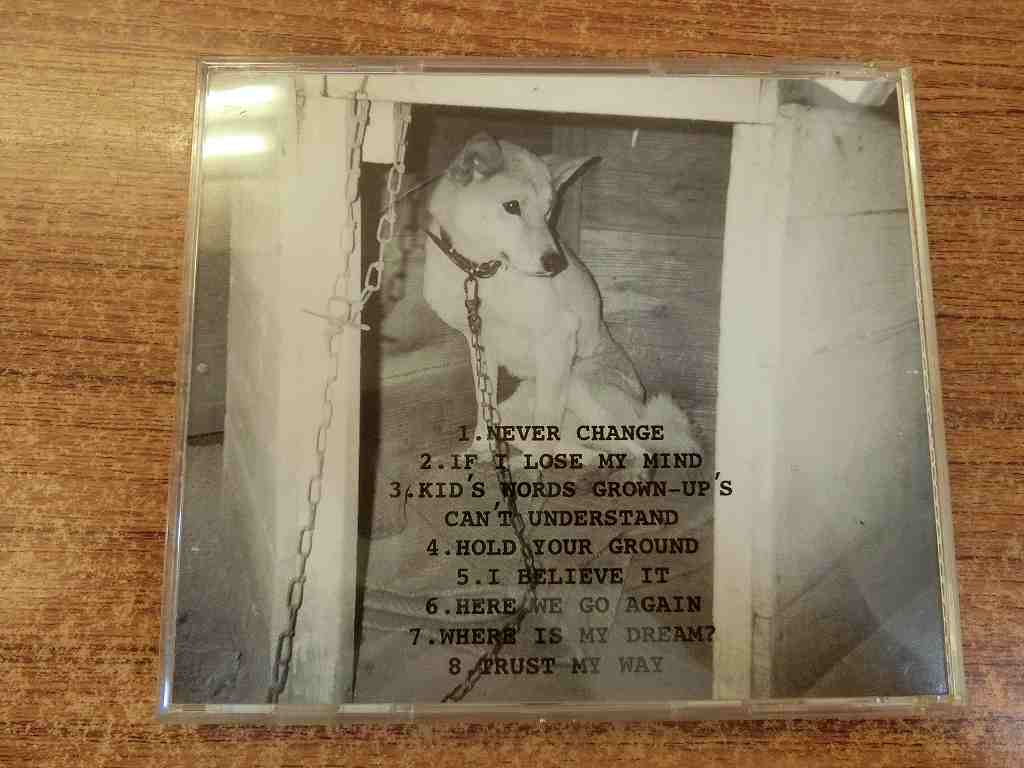 1.NEVER CHANGE
2.IF I LOSE MY MIND
3.KID'S WORDS GROWN-UP'S
CAN'T UNDERSTAND
4.HOLD YOUR GROUND
5.I BELIEVE IT
6.HERE WE GO AGAIN
7.WHERE IS MY DREAM?
8.TRUST MY WAY